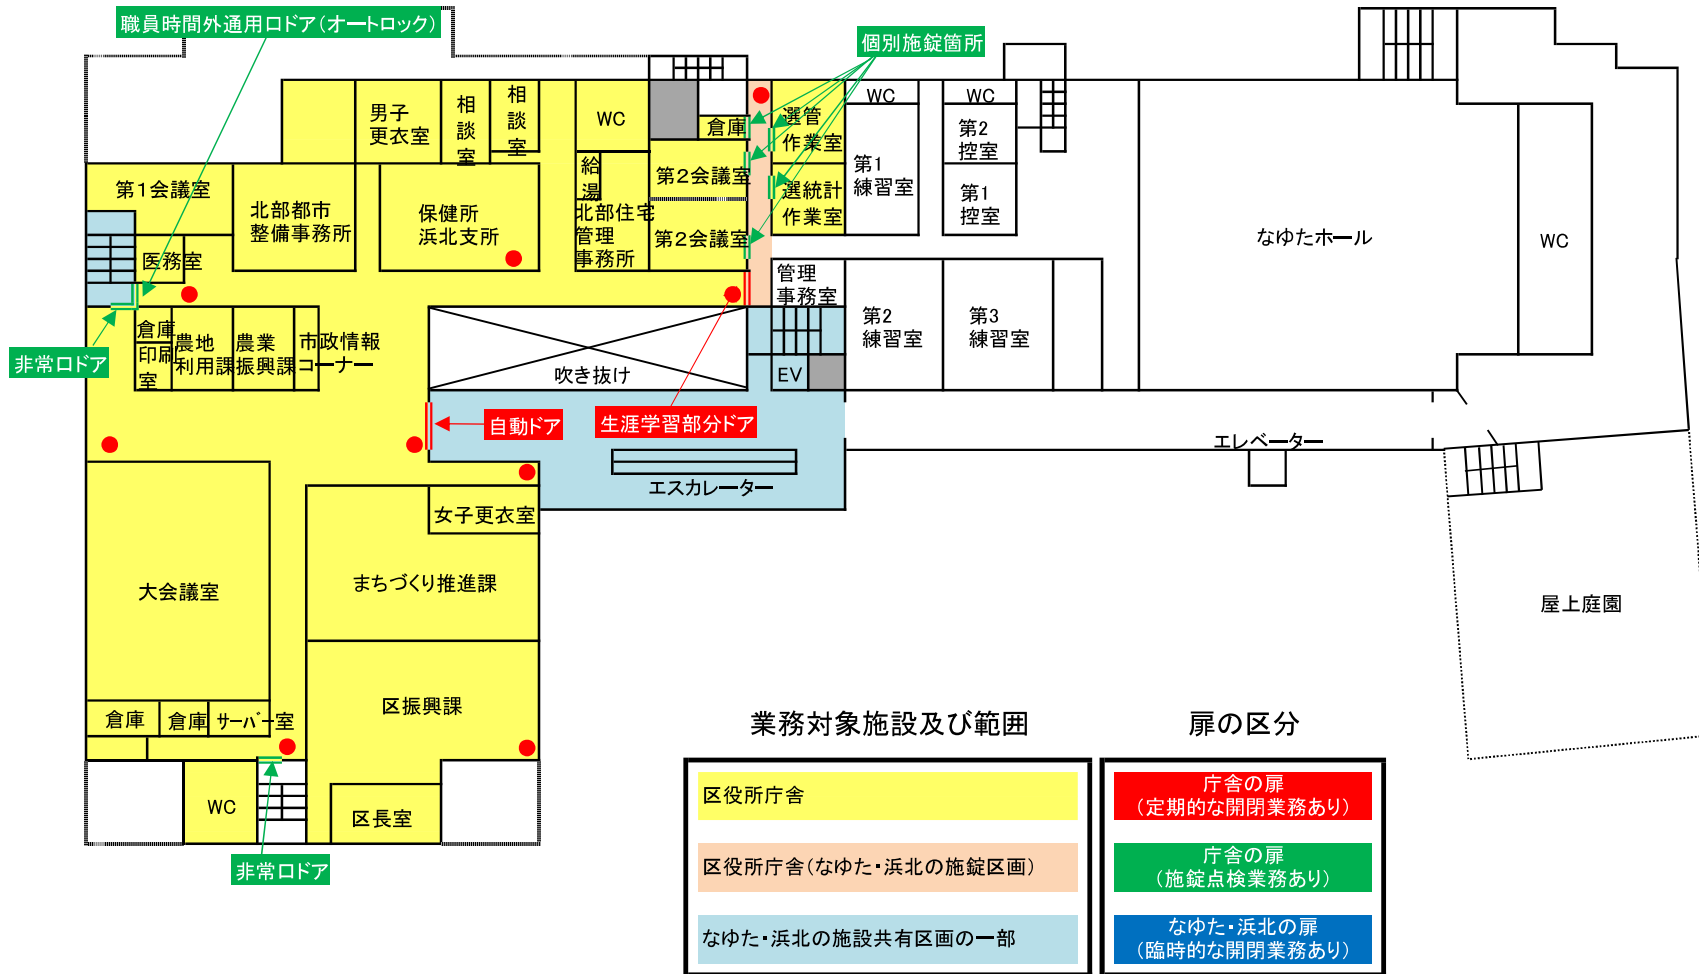 職員時間外通用口ドア(オートロック)
個別施錠箇所
男子
更衣室
相
談
室
相
談
室
WC
倉庫
選管
作業室
WC
WC
第2
控室
第1
練習室
給
湯
第2会議室
選統計
作業室
第1
控室
第1会議室
北部都市
整備事務所
保健所
浜北支所
北部住宅
管理
事務所
第2会議室
なゆたホール
WC
医務室
管理
事務室
倉庫
印刷
室
農地
利用課
農業
振興課
市政情報
コーナー
第2
練習室
第3
練習室
非常口ドア
吹き抜け
EV
自動ドア
生涯学習部分ドア
エレベーター
エスカレーター
女子更衣室
まちづくり推進課
大会議室
屋上庭園
区振興課
倉庫
倉庫
サーバー室
WC
区長室
非常口ドア
業務対象施設及び範囲
区役所庁舎
区役所庁舎(なゆた・浜北の施錠区画)
なゆた・浜北の施設共有区画の一部
扉の区分
庁舎の扉
(定期的な開閉業務あり)
庁舎の扉
(施錠点検業務あり)
なゆた・浜北の扉
(臨時的な開閉業務あり)